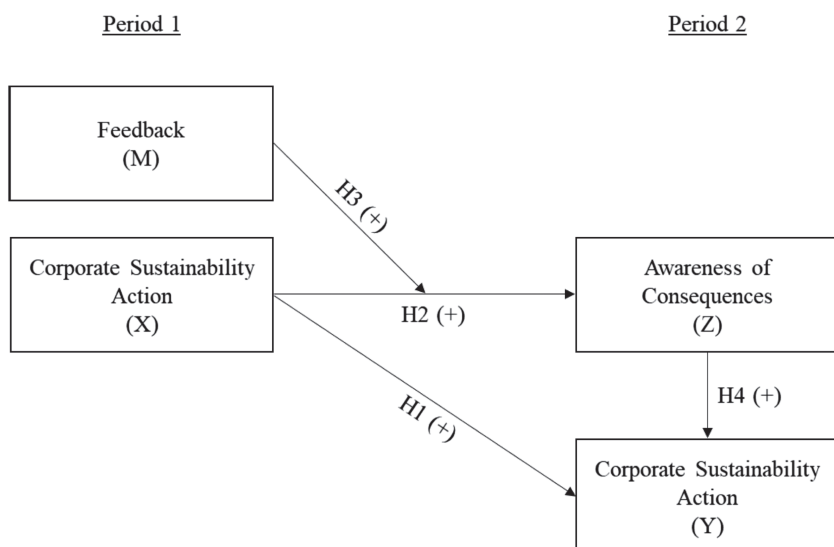 Period 1
Period 2
Feedback
(M)
H3 (+)
Corporate Sustainability
Action
(X)
H2 (+)
Awareness of
Consequences
(Z)
H1 (+)
H4 (+)
Corporate Sustainability
Action
(Y)